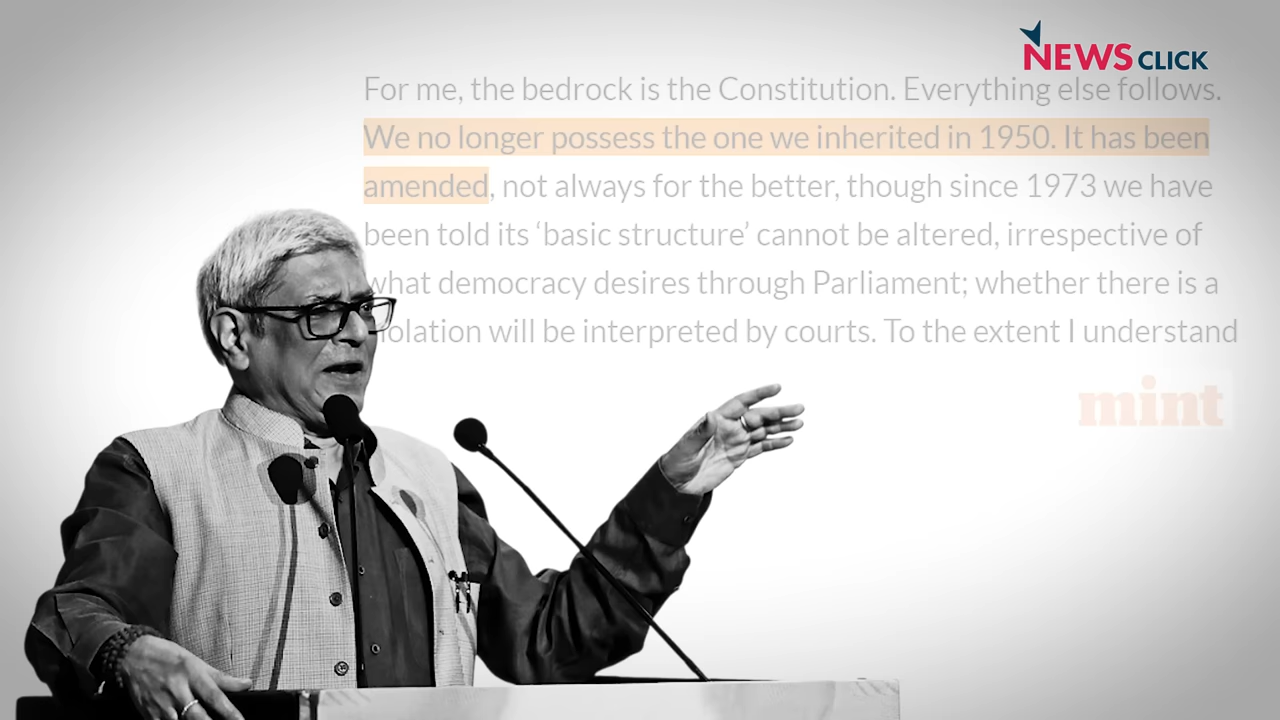 NEWS CLICK
For me, the bedrock is the Constitution. Everything else follows.
We no longer possess the one we inherited in 1950. It has been
amended, not always for the better, though since 1973 we have
been told its ‘basic structure’ cannot be altered, irrespective of
what democracy desires through Parliament; whether there is a
violation will be interpreted by courts. To the extent I understand
mint